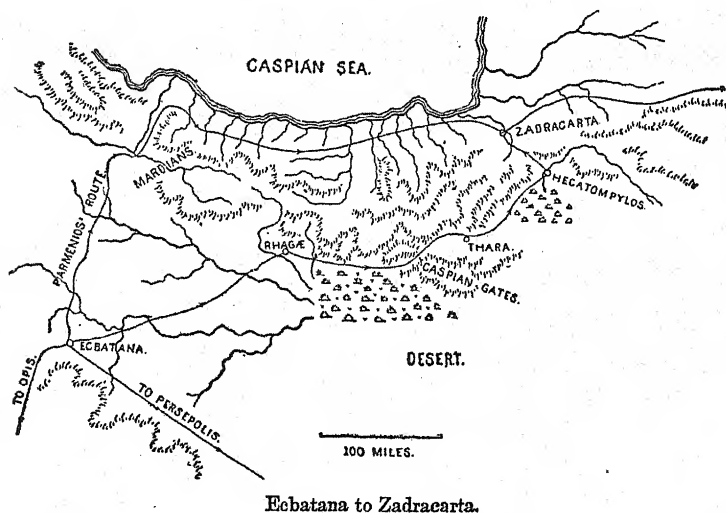 CASPIAN SEA.
ZADRACARTA
MARDIANS.
HECATOMPYLOS.
PARMENIOS' ROUTE.
RHAGÆ
THARA.
CASPIAN GATES.
ECBATANA.
DESERT.
TO OPIS.
TO PERSEPOLIS.
100 MILES.
Ecbatana to Zadracarta.